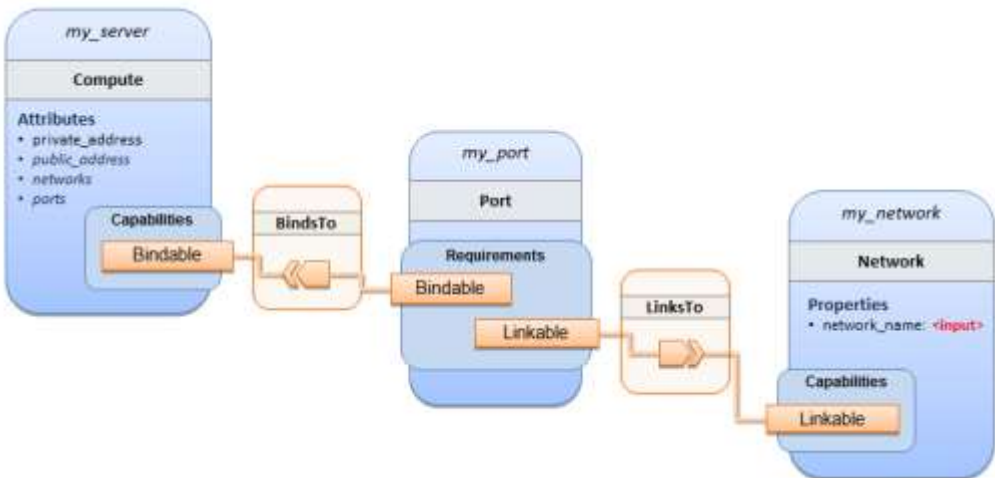 my_server
Compute
Attributes
• private_address
• public_address
• networks
• ports
Capabilities
Bindable
BindsTo
my_port
Port
Requirements
Bindable
Linkable
LinksTo
my_network
Network
Properties
• network_name: <input>
Capabilities
Linkable